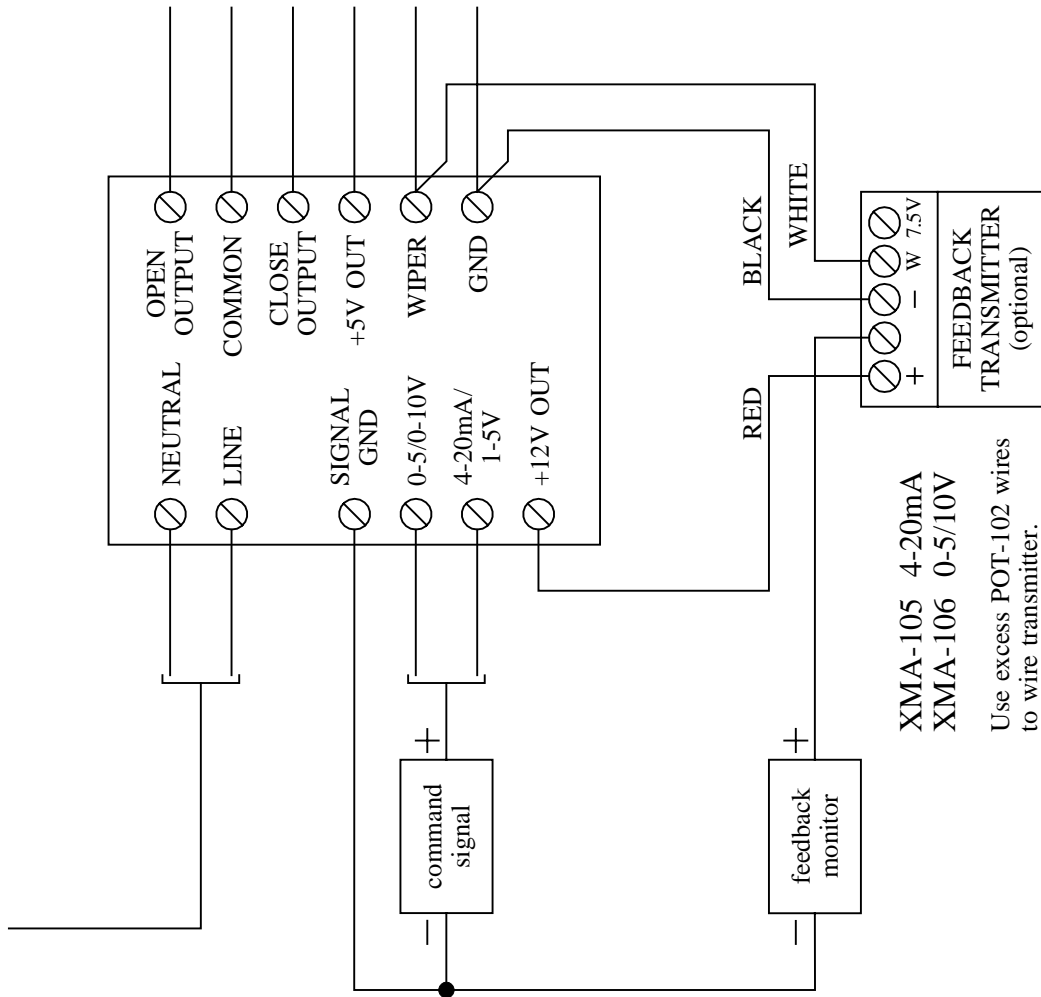 OPEN
OUTPUT
COMMON
CLOSE
OUTPUT
+5V OUT
WIPER
GND
NEUTRAL
LINE
SIGNAL
GND
0-5/0-10V
4-20mA/
1-5V
+12V OUT
BLACK
WHITE
RED
+
−
W
7.5V
FEEDBACK
TRANSMITTER
(optional)
− command
signal +
− feedback
monitor +
XMA-105 4-20mA
XMA-106 0-5/10V
Use excess POT-102 wires
to wire transmitter.